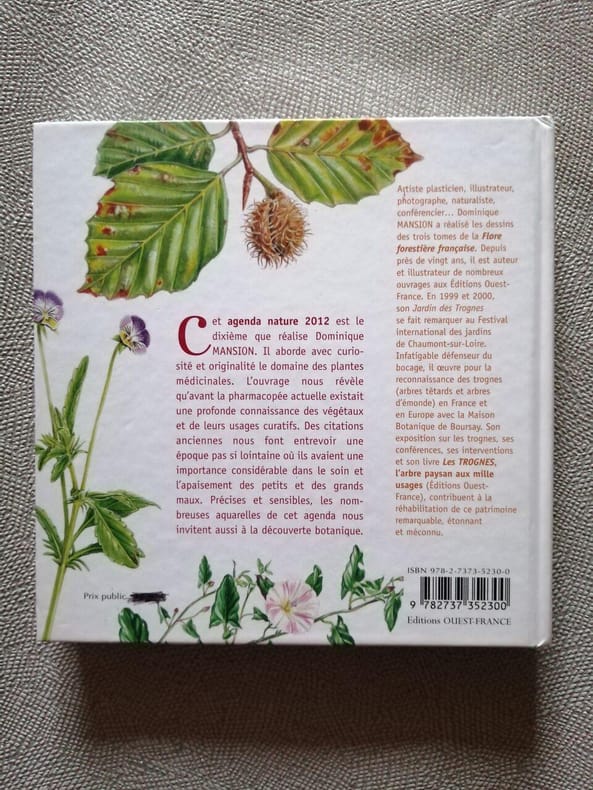 Cet agenda nature 2012 est le
dixième que réalise Dominique
MANSION. Il aborde avec curio-
sité et originalité le domaine des plantes
médicinales. L'ouvrage nous révèle
qu'avant la pharmacopée actuelle existait
une profonde connaissance des végétaux
et de leurs usages curatifs. Des citations
anciennes nous font entrevoir une
époque pas si lointaine où ils avaient une
importance considérable dans le soin et
l'apaisement des petits et des grands
maux. Précises et sensibles, les nom-
breuses aquarelles de cet agenda nous
invitent aussi à la découverte botanique.
Artiste plasticien, illustrateur,
photographe, naturaliste,
conférencier... Dominique
MANSION a réalisé les dessins
des trois tomes de la Flore
forestière française. Depuis
près de vingt ans, il est auteur
et illustrateur de nombreux
ouvrages aux Éditions Ouest-
France. En 1999 et 2000,
son Jardin des Trognes
se fait remarquer au Festival
international des jardins
de Chaumont-sur-Loire.
Infatigable défenseur du
bocage, il œuvre pour la
reconnaissance des trognes
(arbres têtards et arbres
d'émonde) en France et
en Europe avec la Maison
Botanique de Boursay. Son
exposition sur les trognes, ses
conférences, ses interventions
et son livre Les TROGNES,
l'arbre paysan aux mille
usages (Éditions Ouest-
France), contribuent à la
réhabilitation de ce patrimoine
remarquable, étonnant
et méconnu.
Prix public
ISBN 978-2-7373-5230-0
9 782737 352300
Editions OUEST-FRANCE